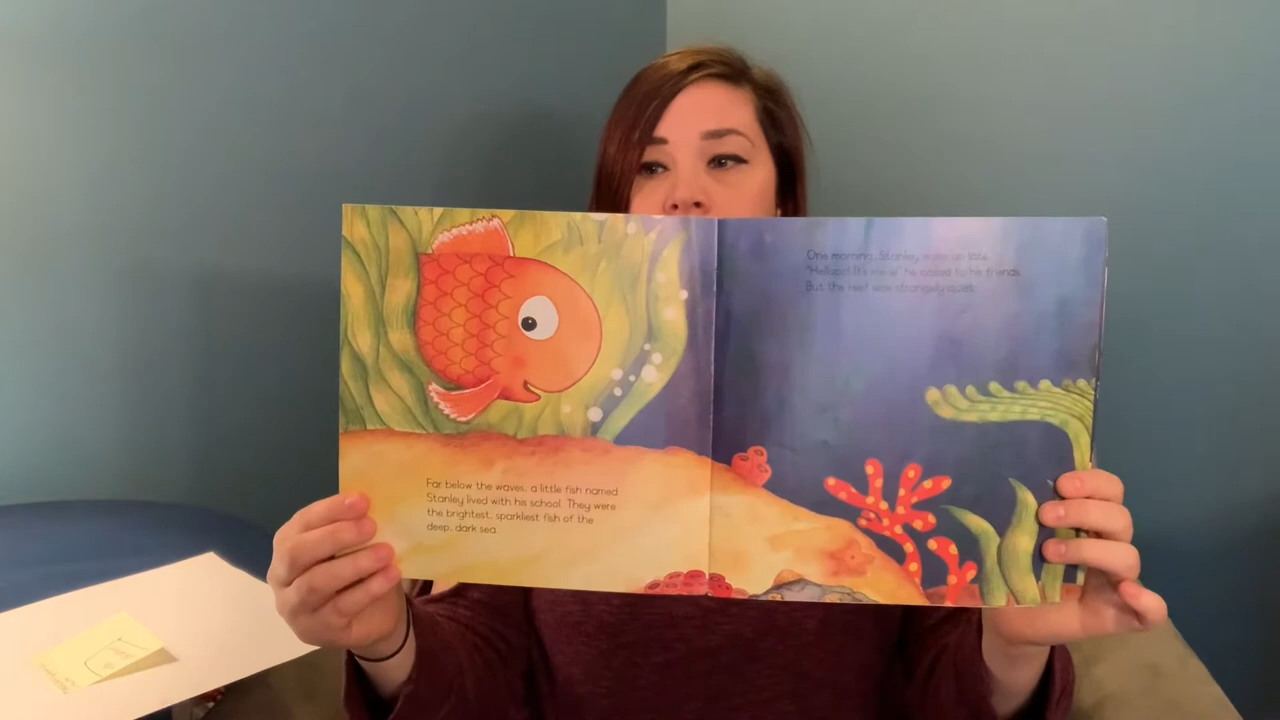 Far below the waves, a little fish named
Stanley lived with his school. They were
the brightest, sparkliest fish of the
deep, dark sea.
One morning, Stanley woke up late.
"Hellooo! It's me!" he called to his friends.
But the reef was strangely quiet.